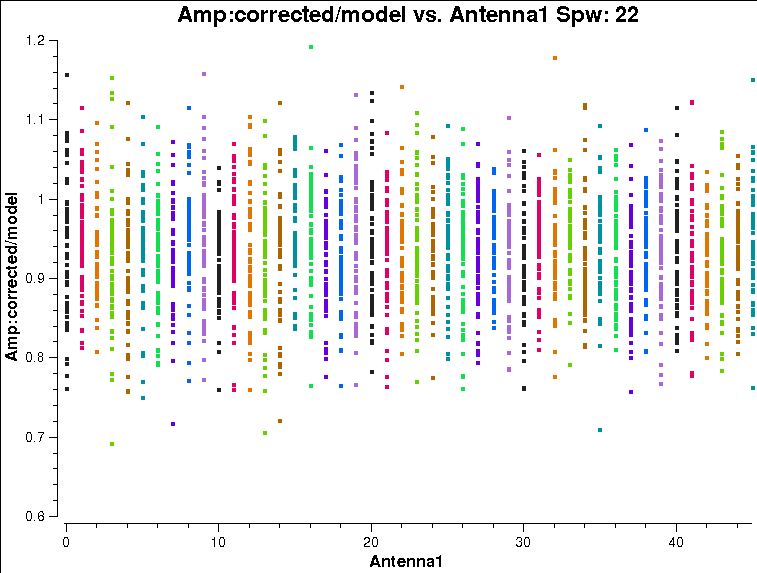 Amp:corrected/model vs. Antenna1 Spw: 22
1.2
1.1
1
0.9
0.8
0.7
0.6
Amp:corrected/model
0 10 20 30 40
Antenna1